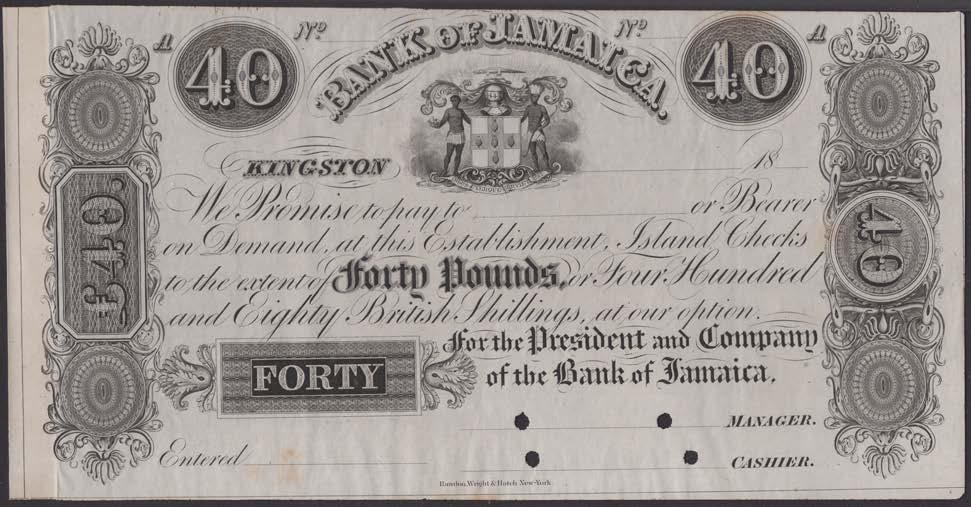 A 40 Nº BANK OF JAMAICA. Nº 40 A
KINGSTON 18
We Promise to pay to or Bearer
on Demand, at this Establishment, Island Checks
to the extent of Forty Pounds, or Four Hundred
and Eighty British Shillings, at our option.
£40
40
For the President and Company
of the Bank of Jamaica.
FORTY
MANAGER.
Entered CASHIER.
Rawdon, Wright & Hatch New-York